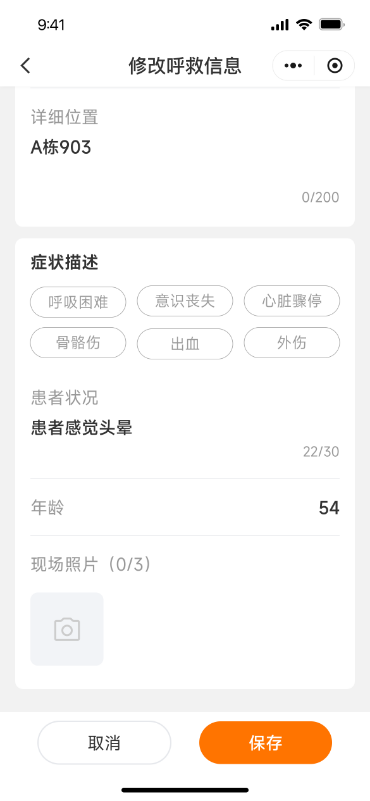 9:41
修改呼救信息
详细位置
A栋903
0/200
症状描述
呼吸困难 意识丧失 心脏骤停
骨骼伤 出血 外伤
患者状况
患者感觉头晕
22/30
年龄 54
现场照片（0/3）
取消 保存